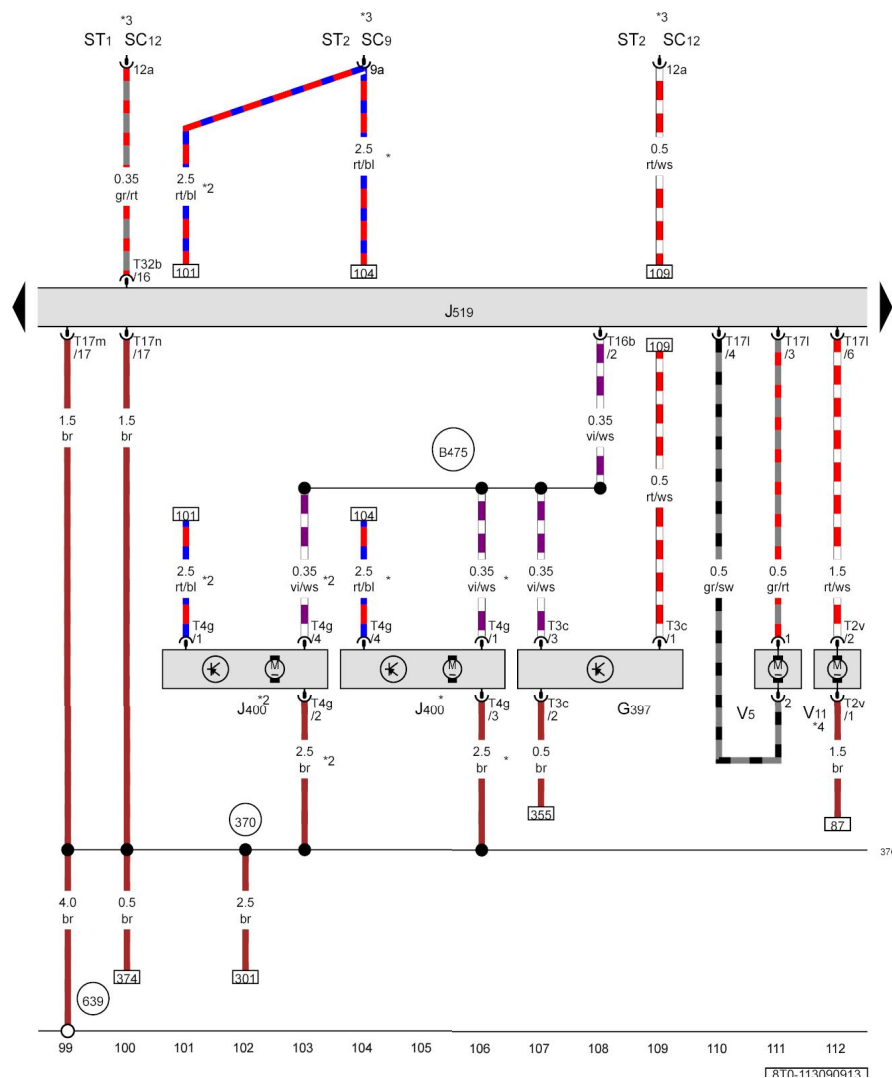 *3 *3 *3
ST1 SC12 ST2 SC9 ST2 SC12
12a 9a 12a
0.35 2.5 *2 2.5 * 0.5
gr/rt rt/bl rt/bl rt/ws
T32b
/16
101 104 109
J519
T17m T17n T16b T17l T17l T17l
/17 /17 /2 /4 /3 /6
109
1.5 1.5 0.35
br br vi/ws
B475
0.5
rt/ws
101 104
2.5 *2 0.35 *2 2.5 * 0.35 * 0.35 0.5 0.5 1.5
rt/bl vi/ws rt/bl vi/ws vi/ws gr/sw gr/rt rt/ws
T4g T4g T4g T4g T3c T3c T2v
/1 /4 /4 /1 /3 /1 1 /2
M M M M
J400 *2 J400 * G397 V5 V11 *4
T4g T4g T3c 2 T2v
/2 /3 /2 /1
2.5 *2 2.5 * 0.5 1.5
br br br br
355 87
370
4.0 0.5 2.5
br br br
374 301
639
99 100 101 102 103 104 105 106 107 108 109 110 111 112
8T0-113090913